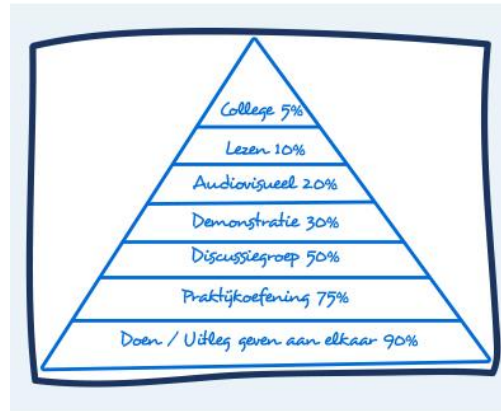 College 5%
Lezen 10%
Audiovisueel 20%
Demonstratie 30%
Discussiegroep 50%
Praktijkoefening 75%
Doen / Uitleg geven aan elkaar 90%